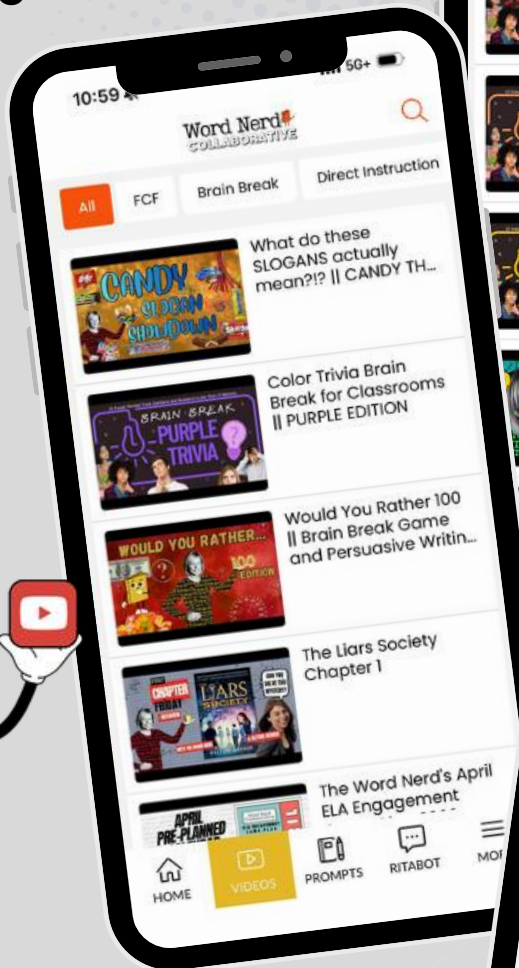 10:59
5G+
Word Nerd
COLLABORATIVE
All
FCF
Brain Break
Direct Instruction
CANDY
SLOGAN
SHOWDOWN
What do these
SLOGANS actually
mean?!? || CANDY TH...
BRAIN BREAK
PURPLE
TRIVIA
Color Trivia Brain
Break for Classrooms
|| PURPLE EDITION
WOULD YOU RATHER...
100
EDITION
Would You Rather 100
|| Brain Break Game
and Persuasive Writin...
FIRST
CHAPTER
FRIDAY
LIARS
SOCIETY
The Liars Society
Chapter 1
APRIL
PRE-PLANNED
The Word Nerd's April
ELA Engagement
HOME
VIDEOS
PROMPTS
RITABOT